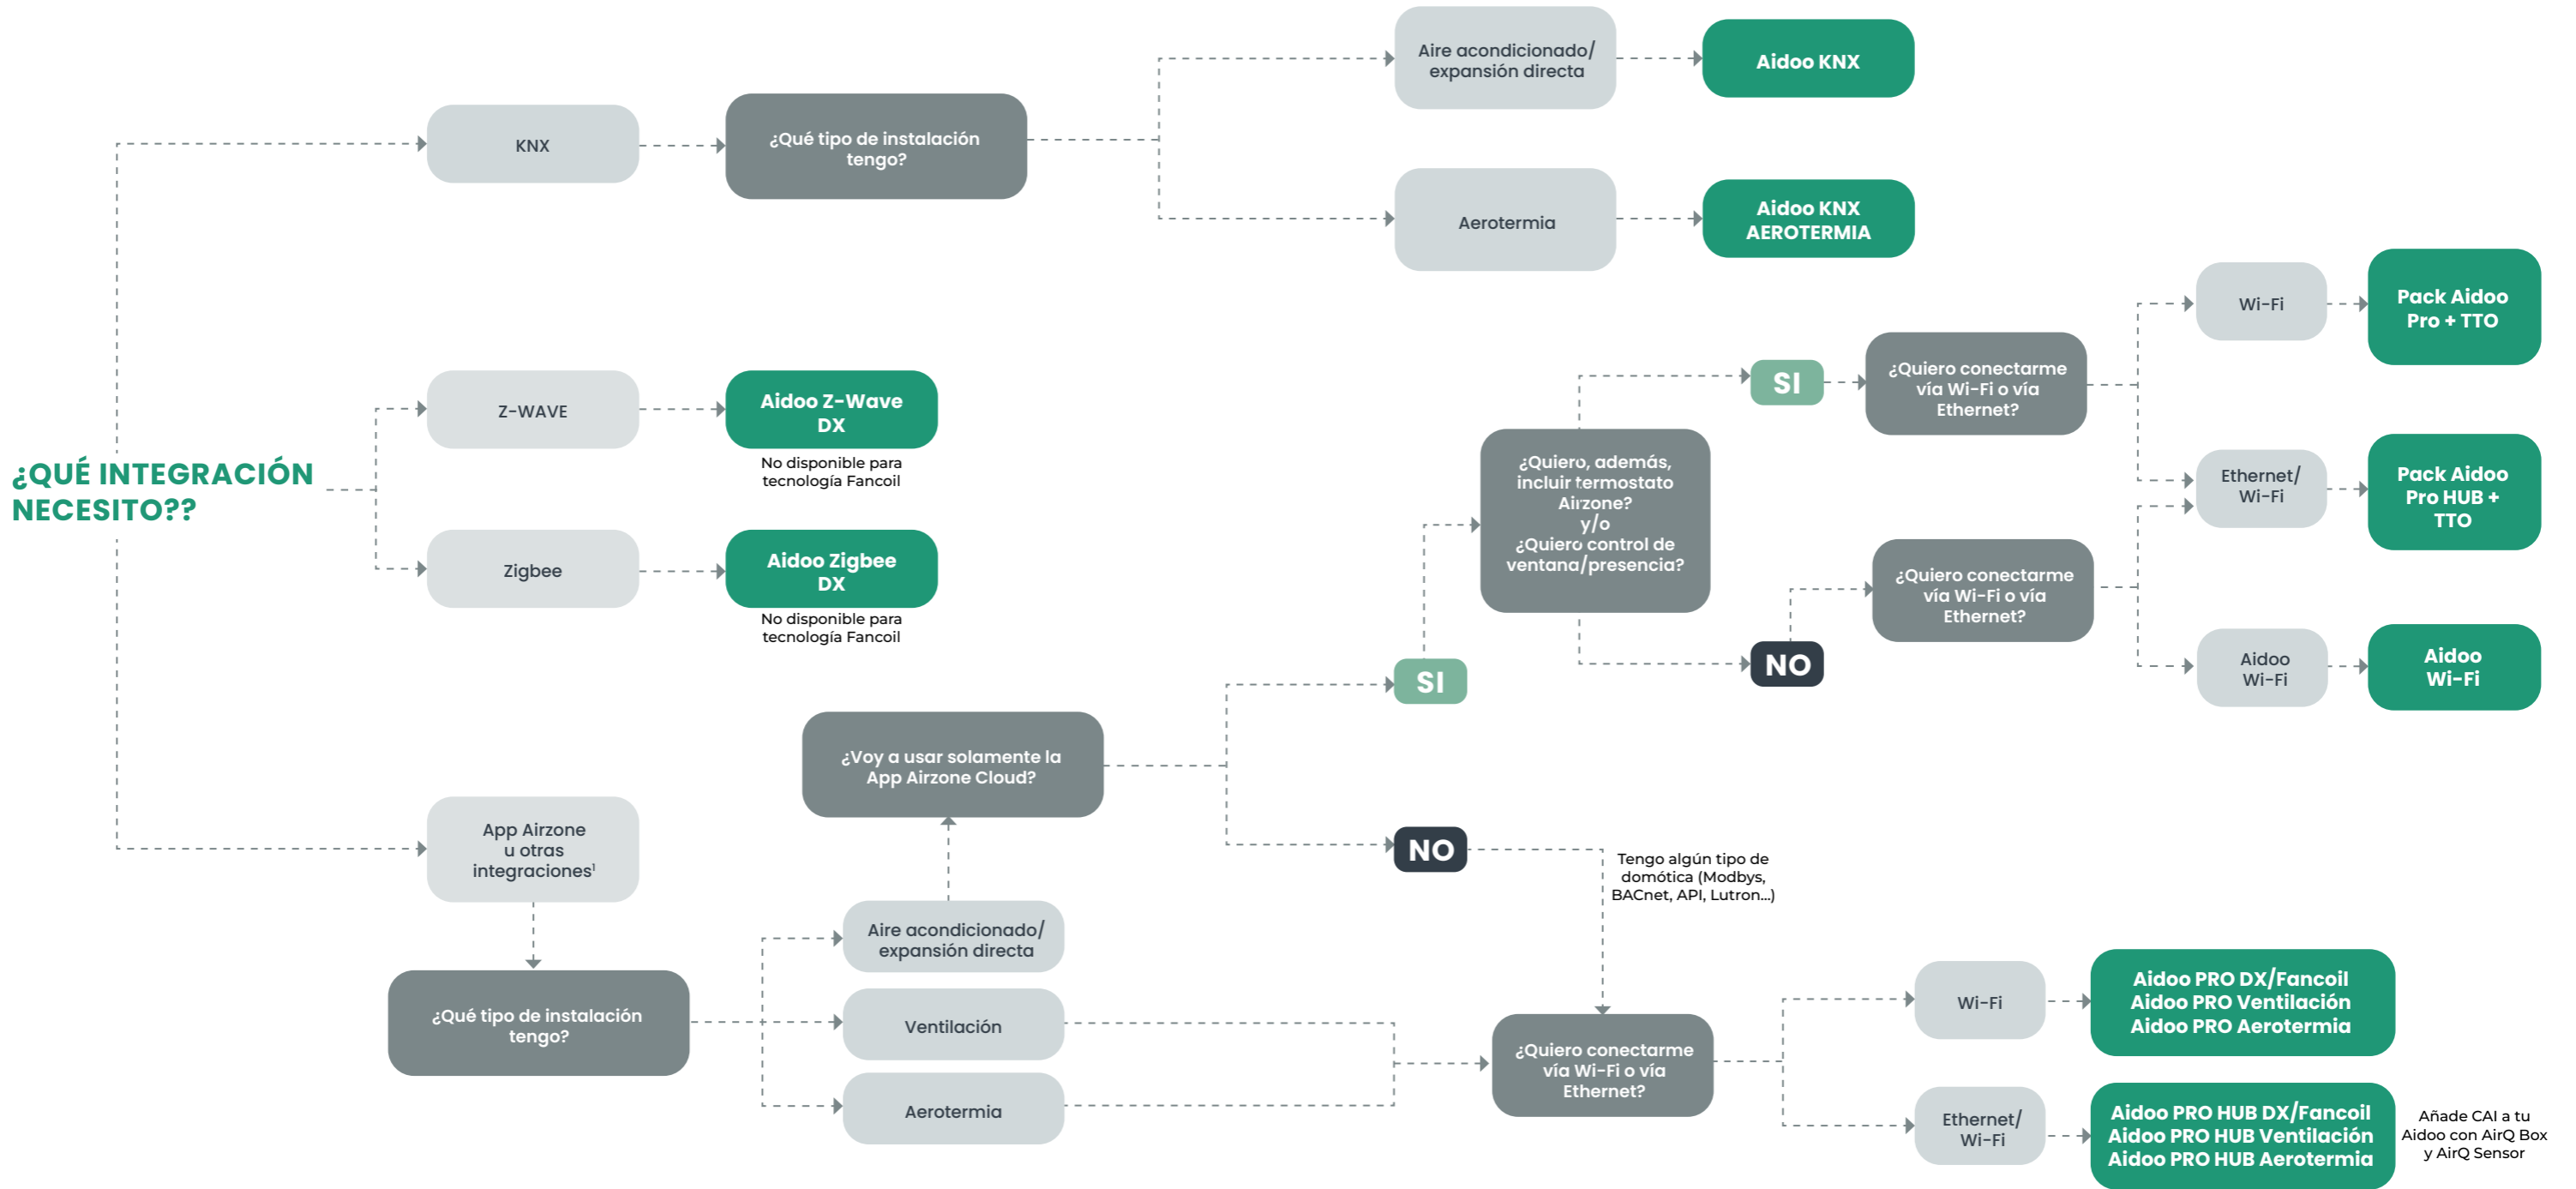 ¿QUÉ INTEGRACIÓN
NECESITO??
KNX
¿Qué tipo de instalación
tengo?
Aire acondicionado/
expansión directa
Aidoo KNX
Aerotermia
Aidoo KNX
AEROTERMIA
Z-WAVE
Aidoo Z-Wave
DX
No disponible para
tecnología Fancoil
Zigbee
Aidoo Zigbee
DX
No disponible para
tecnología Fancoil
App Airzone
u otras
integraciones¹
¿Qué tipo de instalación
tengo?
Aire acondicionado/
expansión directa
Ventilación
Aerotermia
¿Voy a usar solamente la
App Airzone Cloud?
SI
¿Quiero, además,
incluir termostato
Airzone?
y/o
¿Quiero control de
ventana/presencia?
SI
¿Quiero conectarme
vía Wi-Fi o vía
Ethernet?
Wi-Fi
Pack Aidoo
Pro + TTO
Ethernet/
Wi-Fi
Pack Aidoo
Pro HUB +
TTO
NO
¿Quiero conectarme
vía Wi-Fi o vía
Ethernet?
Aidoo
Wi-Fi
Aidoo
Wi-Fi
NO
Tengo algún tipo de
domótica (Modbys,
BACnet, API, Lutron...)
¿Quiero conectarme
vía Wi-Fi o vía
Ethernet?
Wi-Fi
Aidoo PRO DX/Fancoil
Aidoo PRO Ventilación
Aidoo PRO Aerotermia
Ethernet/
Wi-Fi
Aidoo PRO HUB DX/Fancoil
Aidoo PRO HUB Ventilación
Aidoo PRO HUB Aerotermia
Añade CAI a tu
Aidoo con AirQ Box
y AirQ Sensor